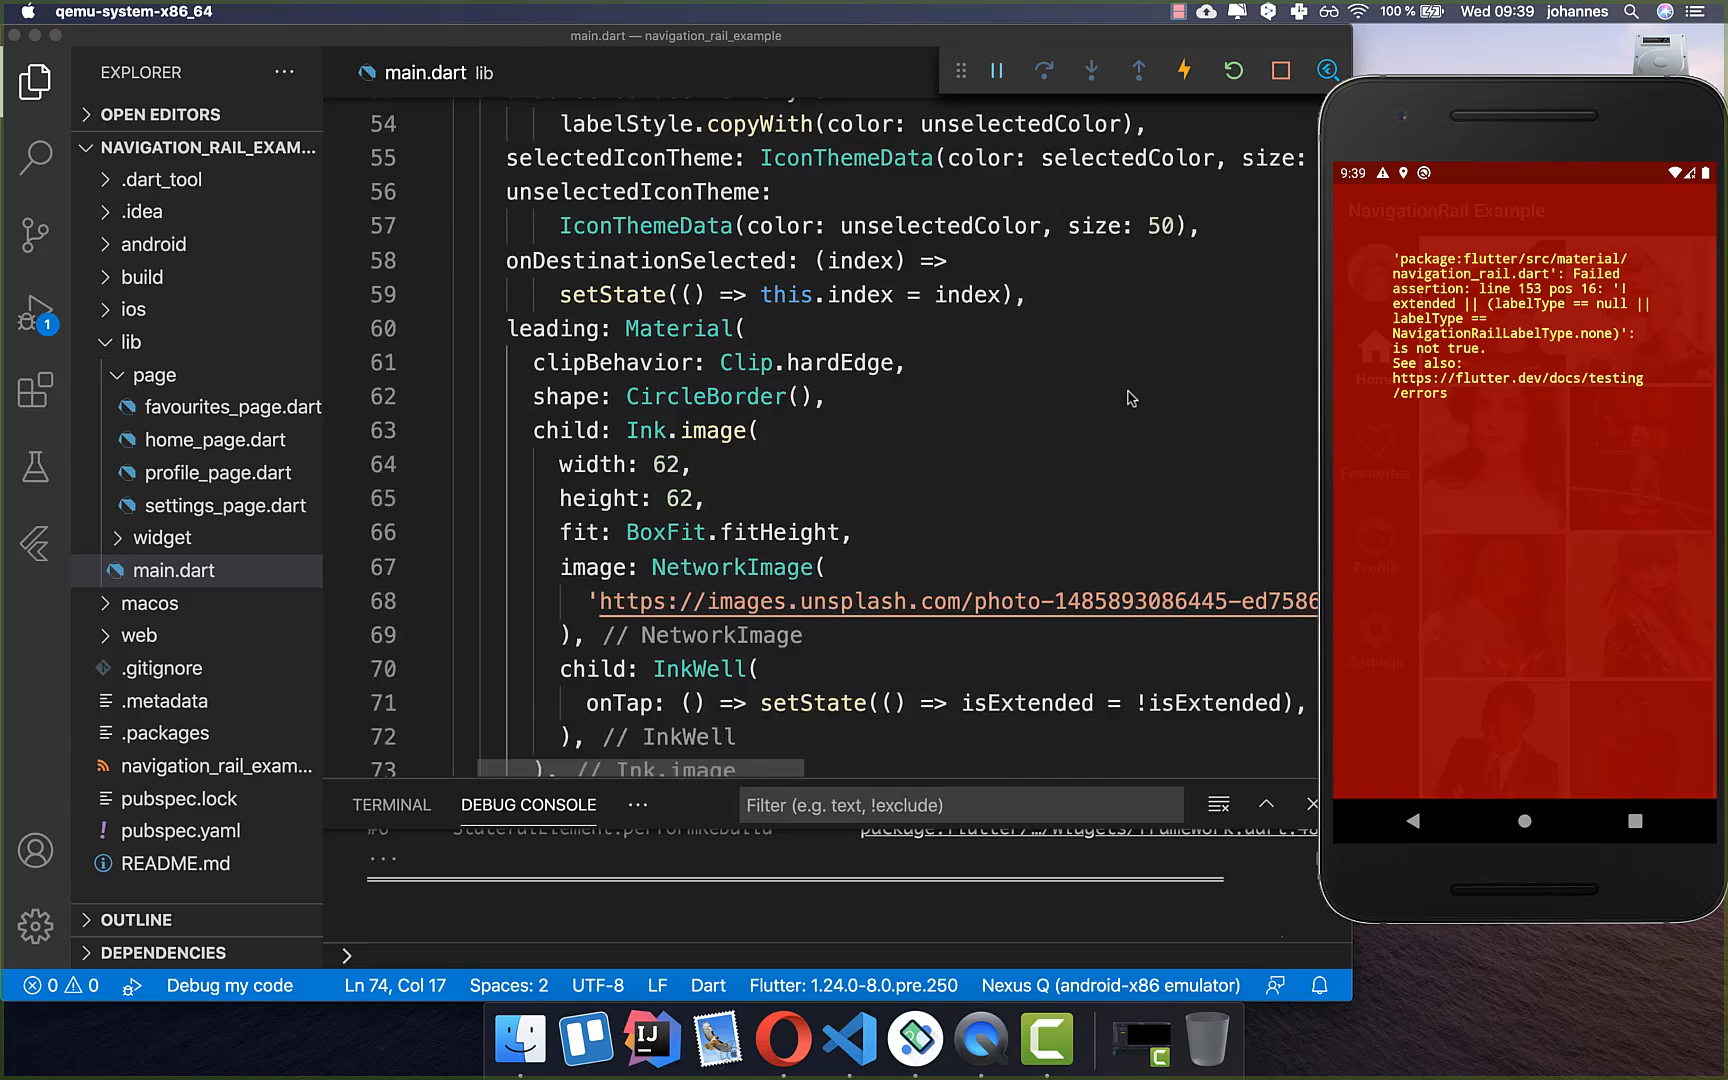 qemu-system-x86_64
100 %
Wed 09:39
johannes
main.dart — navigation_rail_example
EXPLORER
OPEN EDITORS
NAVIGATION_RAIL_EXAM...
.dart_tool
.idea
android
build
ios
lib
page
favourites_page.dart
home_page.dart
profile_page.dart
settings_page.dart
widget
main.dart
macos
web
.gitignore
.metadata
.packages
navigation_rail_exam...
pubspec.lock
pubspec.yaml
README.md
OUTLINE
DEPENDENCIES
1
main.dart lib
54 labelStyle.copyWith(color: unselectedColor),
55 selectedIconTheme: IconThemeData(color: selectedColor, size:
56 unselectedIconTheme:
57 IconThemeData(color: unselectedColor, size: 50),
58 onDestinationSelected: (index) =>
59 setState(() => this.index = index),
60 leading: Material(
61 clipBehavior: Clip.hardEdge,
62 shape: CircleBorder(),
63 child: Ink.image(
64 width: 62,
65 height: 62,
66 fit: BoxFit.fitHeight,
67 image: NetworkImage(
68 'https://images.unsplash.com/photo-1485893086445-ed7586
69 ), // NetworkImage
70 child: InkWell(
71 onTap: () => setState(() => isExtended = !isExtended),
72 ), // InkWell
73 ), // Ink.image
TERMINAL
DEBUG CONSOLE
Filter (e.g. text, !exclude)
...
9:39
NavigationRail Example
'package:flutter/src/material/
navigation_rail.dart': Failed
assertion: line 153 pos 16: '!
extended || (labelType == null ||
labelType ==
NavigationRailLabelType.none)':
is not true.
See also:
https://flutter.dev/docs/testing
/errors
Favourites
Profile
Settings
0
0
Debug my code
Ln 74, Col 17
Spaces: 2
UTF-8
LF
Dart
Flutter: 1.24.0-8.0.pre.250
Nexus Q (android-x86 emulator)
IJ